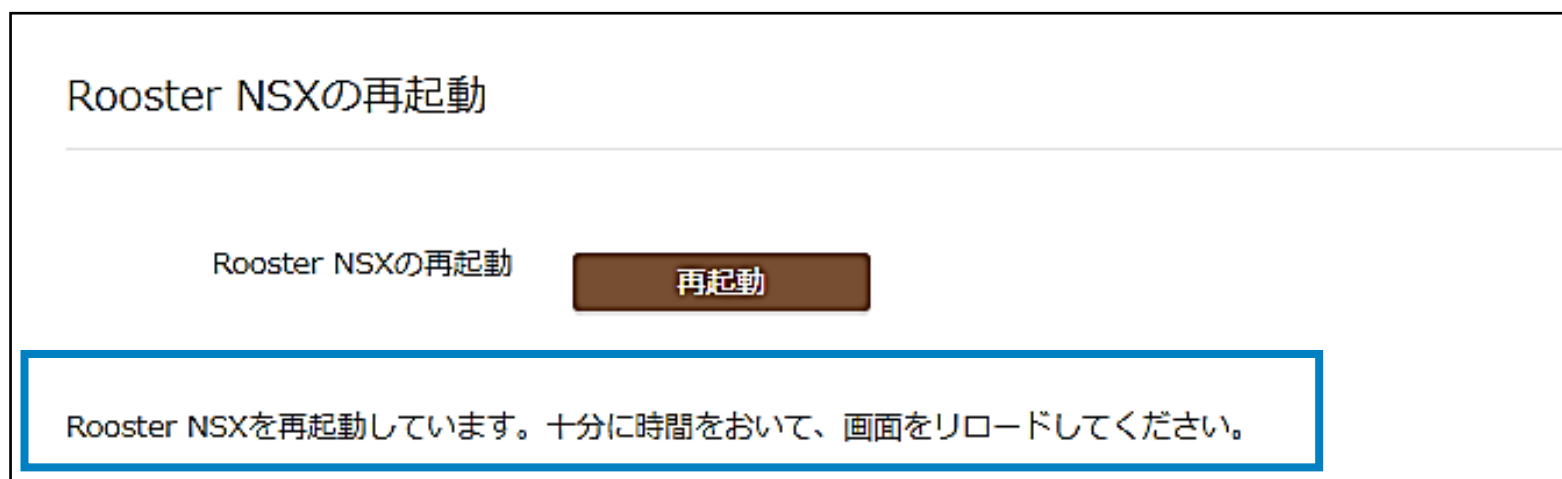 Rooster NSXの再起動
Rooster NSXの再起動
再起動
Rooster NSXを再起動しています。十分に時間をおいて、画面をリロードしてください。